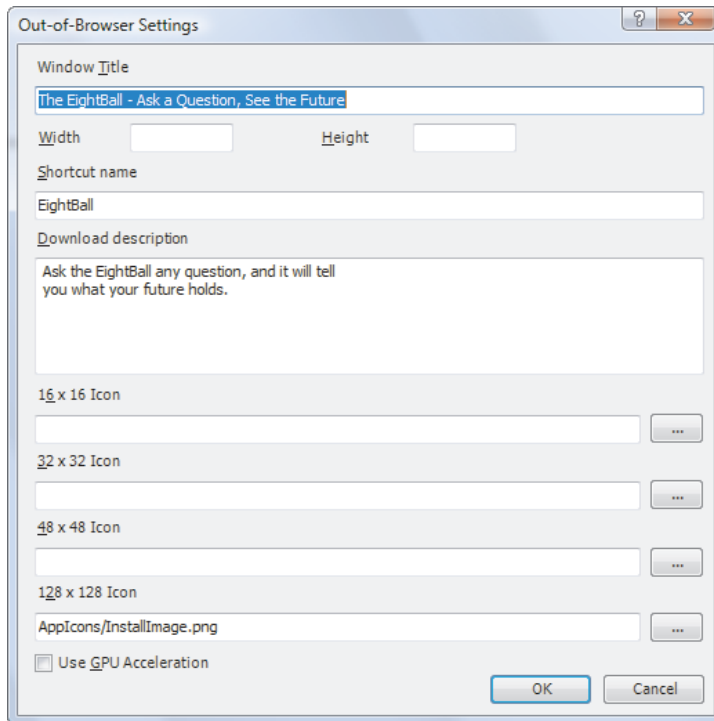 Out-of-Browser Settings
?
Window Title
The EightBall - Ask a Question, See the Future
Width Height
Shortcut name
EightBall
Download description
Ask the EightBall any question, and it will tell
you what your future holds.
16 x 16 Icon
...
32 x 32 Icon
...
48 x 48 Icon
...
128 x 128 Icon
AppIcons/InstallImage.png ...
Use GPU Acceleration
OK Cancel